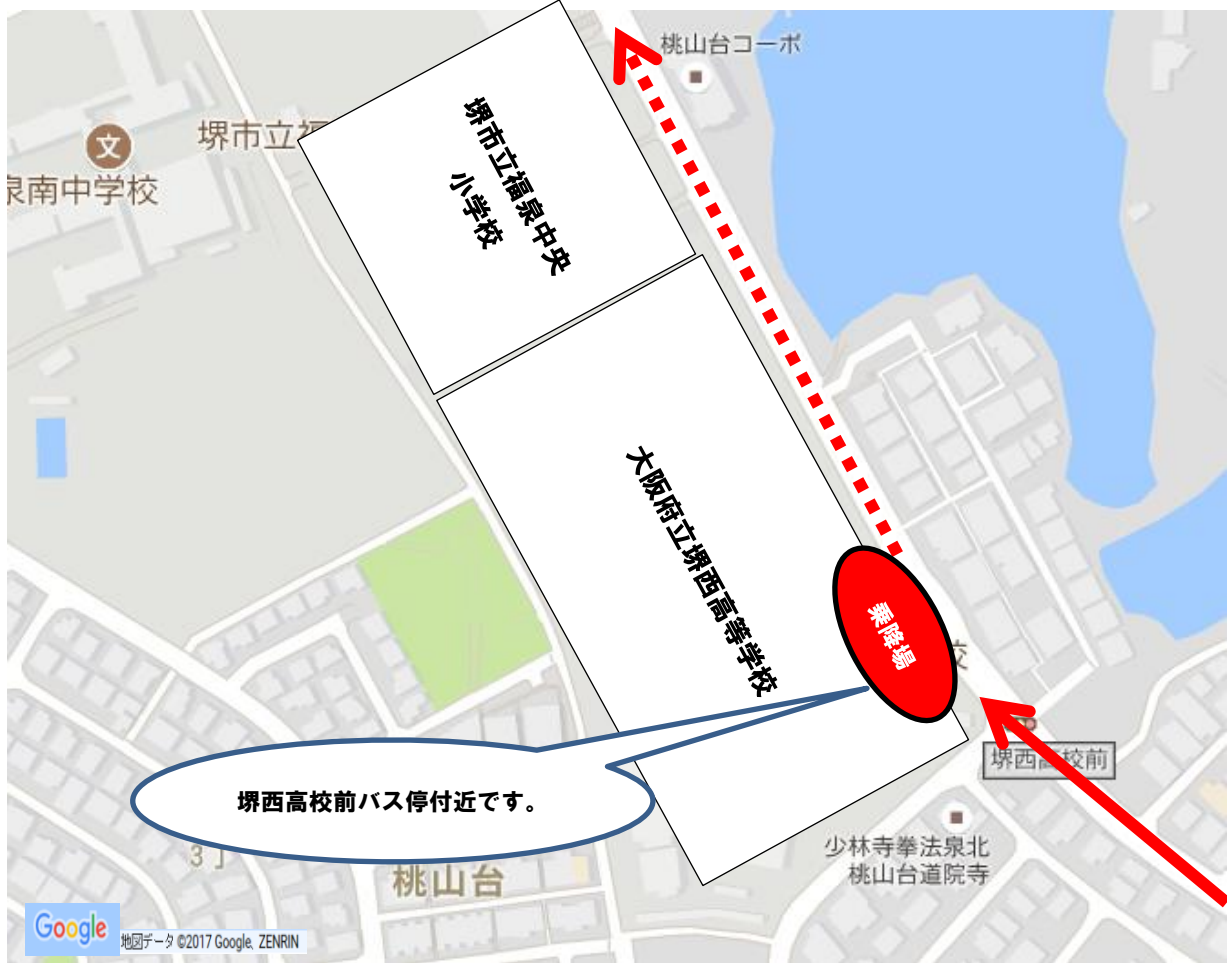 桃山台コーポ
文
堺市立福
泉南中学校
堺市立福泉中央
小学校
大阪府立堺西高等学校
乗降場
校
堺西高校前
堺西高校前バス停付近です。
少林寺拳法泉北
桃山台道院寺
3丁
桃山台
Google
地図データ ©2017 Google, ZENRIN